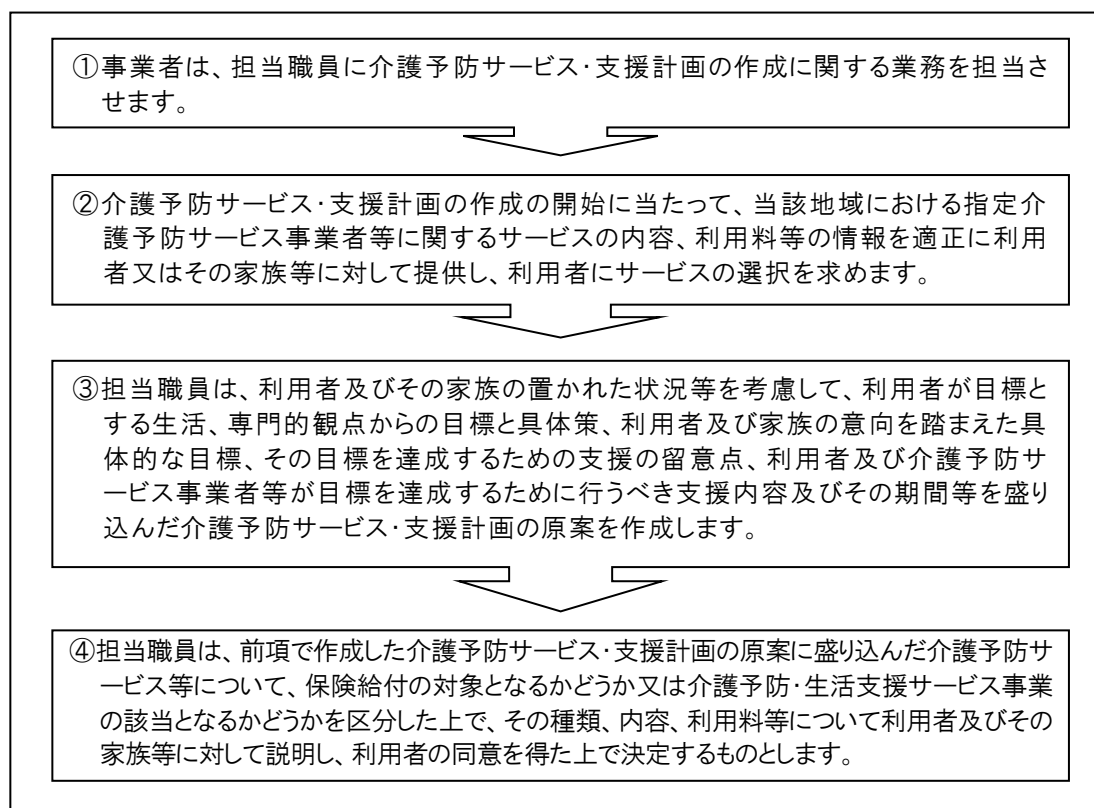 ①事業者は、担当職員に介護予防サービス・支援計画の作成に関する業務を担当さ
せます。
②介護予防サービス・支援計画の作成の開始に当たって、当該地域における指定介
護予防サービス事業者等に関するサービスの内容、利用料等の情報を適正に利用
者又はその家族等に対して提供し、利用者にサービスの選択を求めます。
③担当職員は、利用者及びその家族の置かれた状況等を考慮して、利用者が目標と
する生活、専門的観点からの目標と具体策、利用者及び家族の意向を踏まえた具
体的な目標、その目標を達成するための支援の留意点、利用者及び介護予防サ
ービス事業者等が目標を達成するために行うべき支援内容及びその期間等を盛り
込んだ介護予防サービス・支援計画の原案を作成します。
④担当職員は、前項で作成した介護予防サービス・支援計画の原案に盛り込んだ介護予防サ
ービス等について、保険給付の対象となるかどうか又は介護予防・生活支援サービス事業
の該当となるかどうかを区分した上で、その種類、内容、利用料等について利用者及びその
家族等に対して説明し、利用者の同意を得た上で決定するものとします。